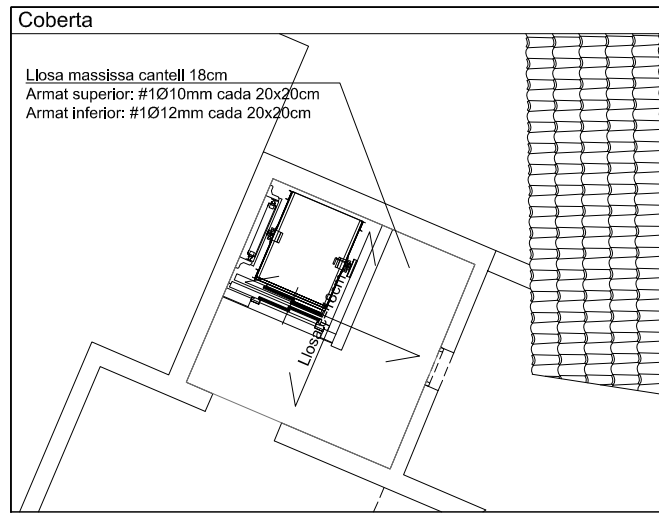 Coberta
Llosa massissa cantell 18cm
Armat superior: #1Ø10mm cada 20x20cm
Armat inferior: #1Ø12mm cada 20x20cm